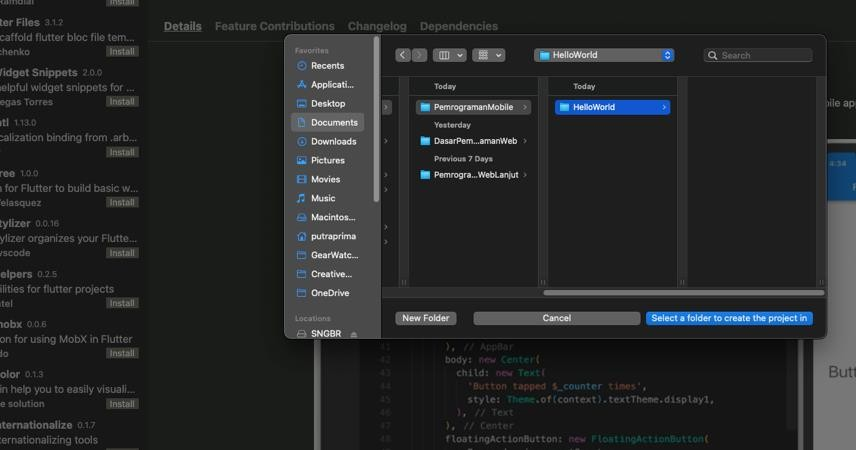 Ramdial
Install
ter Files 3.1.2
caffold flutter bloc file tem...
chenko
Install
Widget Snippets 2.0.0
helpful widget snippets for ...
egas Torres
Install
ntl 1.13.0
calization binding from .arb...
Install
ree 1.0.0
n for Flutter to build basic w...
Velasquez
Install
tylizer 0.0.16
ylizer organizes your Flutte...
vscode
Install
elpers 0.2.5
ilities for flutter projects
Install
mobx 0.0.6
on for using MobX in Flutter
do
Install
olor 0.1.3
in help you to easily visuali...
e solution
Install
nternationalize 0.1.7
nternationalizing tools
Install
Details
Feature Contributions
Changelog
Dependencies
Favorites
Recents
Applicati...
Desktop
Documents
Downloads
Pictures
Movies
Music
Macintos...
putraprima
GearWatc...
Creative...
OneDrive
Locations
SNGBR
HelloWorld
Search
Today
PemrogramanMobile
Yesterday
DasarPem...amanWeb
Previous 7 Days
Pemrogra...WebLanjut
Today
HelloWorld
New Folder
Cancel
Select a folder to create the project in
bile app
4:34
41 ), // AppBar
42 body: new Center(
43 child: new Text(
44 'Button tapped $_counter times',
45 style: Theme.of(context).textTheme.display1,
46 ), // Text
47 ), // Center
48 floatingActionButton: new FloatingActionButton(
Butt